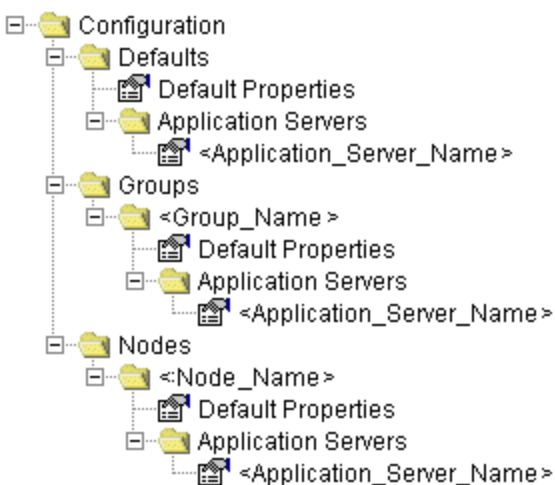 Configuration
Defaults
Default Properties
Application Servers
<Application_Server_Name>
Groups
<Group_Name >
Default Properties
Application Servers
<Application_Server_Name>
Nodes
<Node_Name>
Default Properties
Application Servers
<Application_Server_Name>